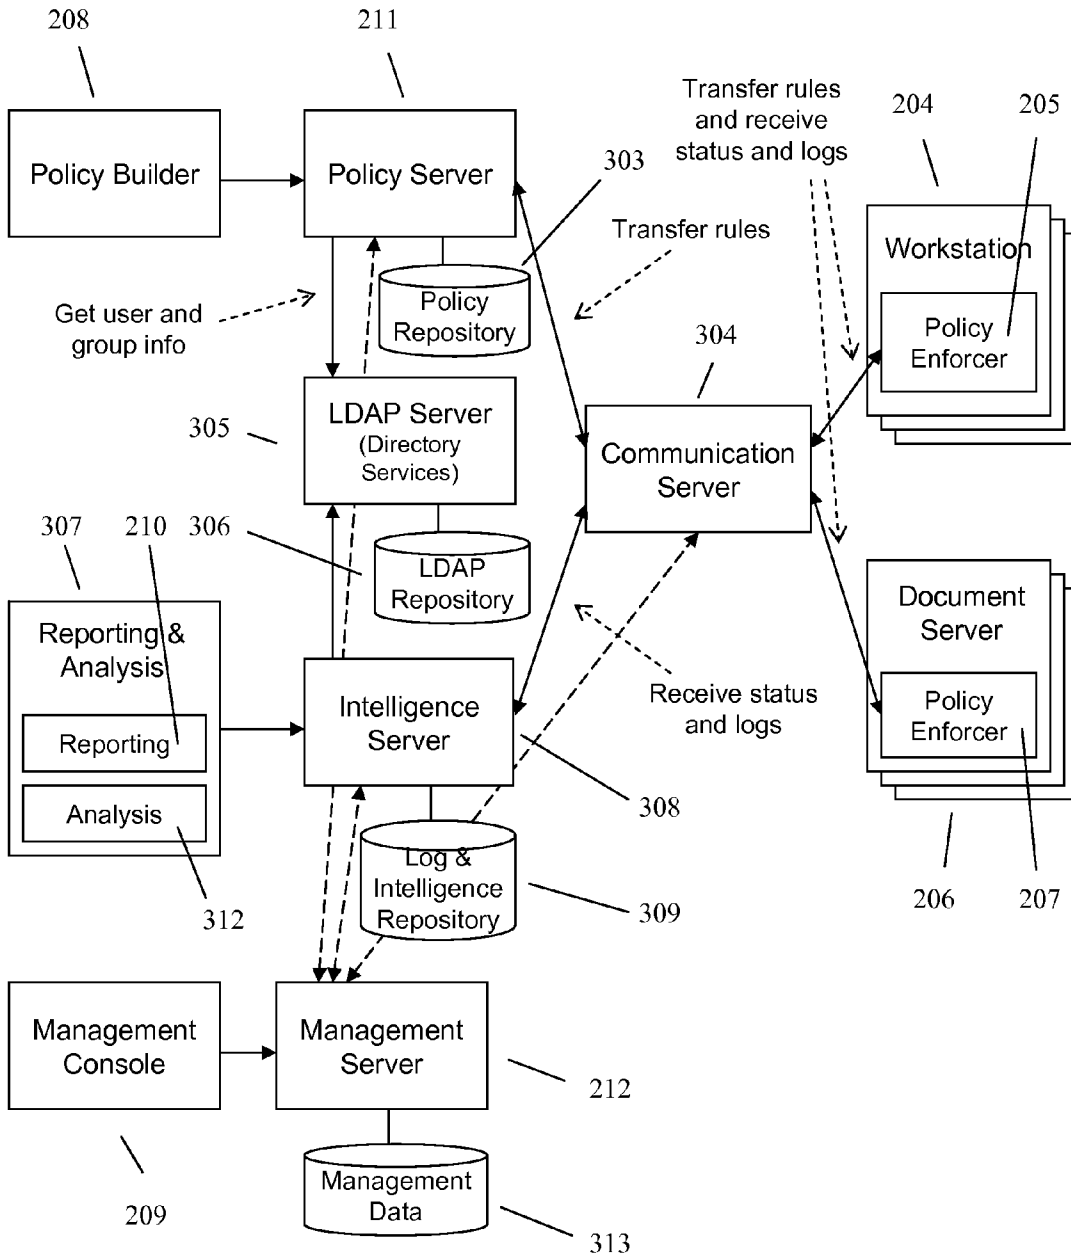 208
211
Transfer rules
and receive
status and logs
204
205
Policy Builder
Policy Server
303
Transfer rules
Workstation
Policy
Enforcer
Get user and
group info
Policy
Repository
304
305
LDAP Server
(Directory
Services)
Communication
Server
307
210
306
LDAP
Repository
Document
Server
Policy
Enforcer
Reporting &
Analysis
Reporting
Analysis
Intelligence
Server
Receive status
and logs
308
312
Log &
Intelligence
Repository
309
206
207
Management
Console
Management
Server
212
209
Management
Data
313